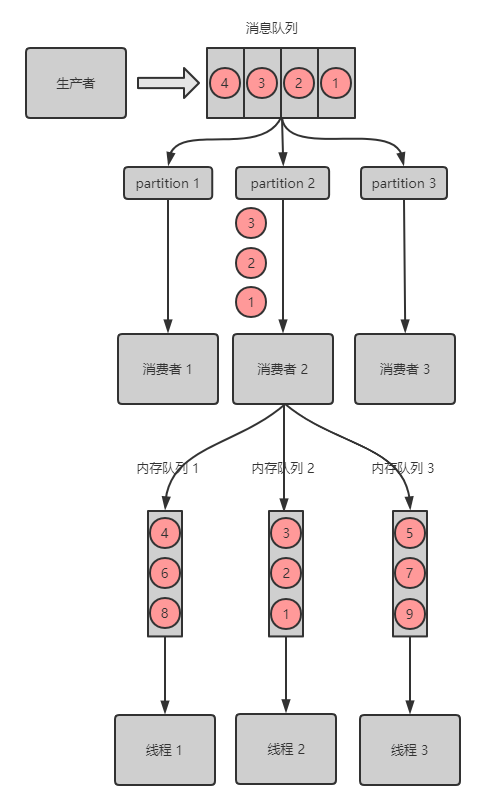 消息队列
生产者
4 3 2 1
partition 1 partition 2 partition 3
3
2
1
消费者 1 消费者 2 消费者 3
内存队列 1 内存队列 2 内存队列 3
4 3 5
6 2 7
8 1 9
线程 1 线程 2 线程 3